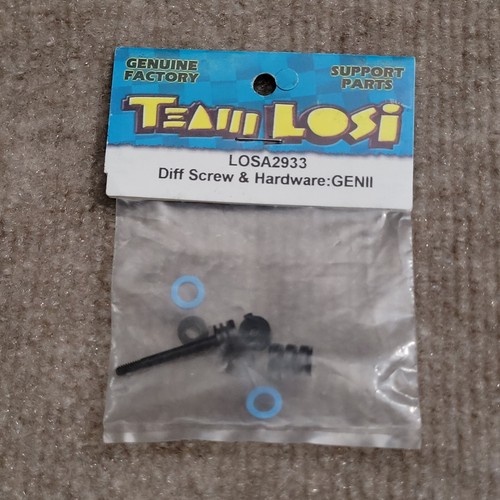 GENUINE
FACTORY
SUPPORT
PARTS
TEAM LOSI
LOSA2933
Diff Screw & Hardware:GENII